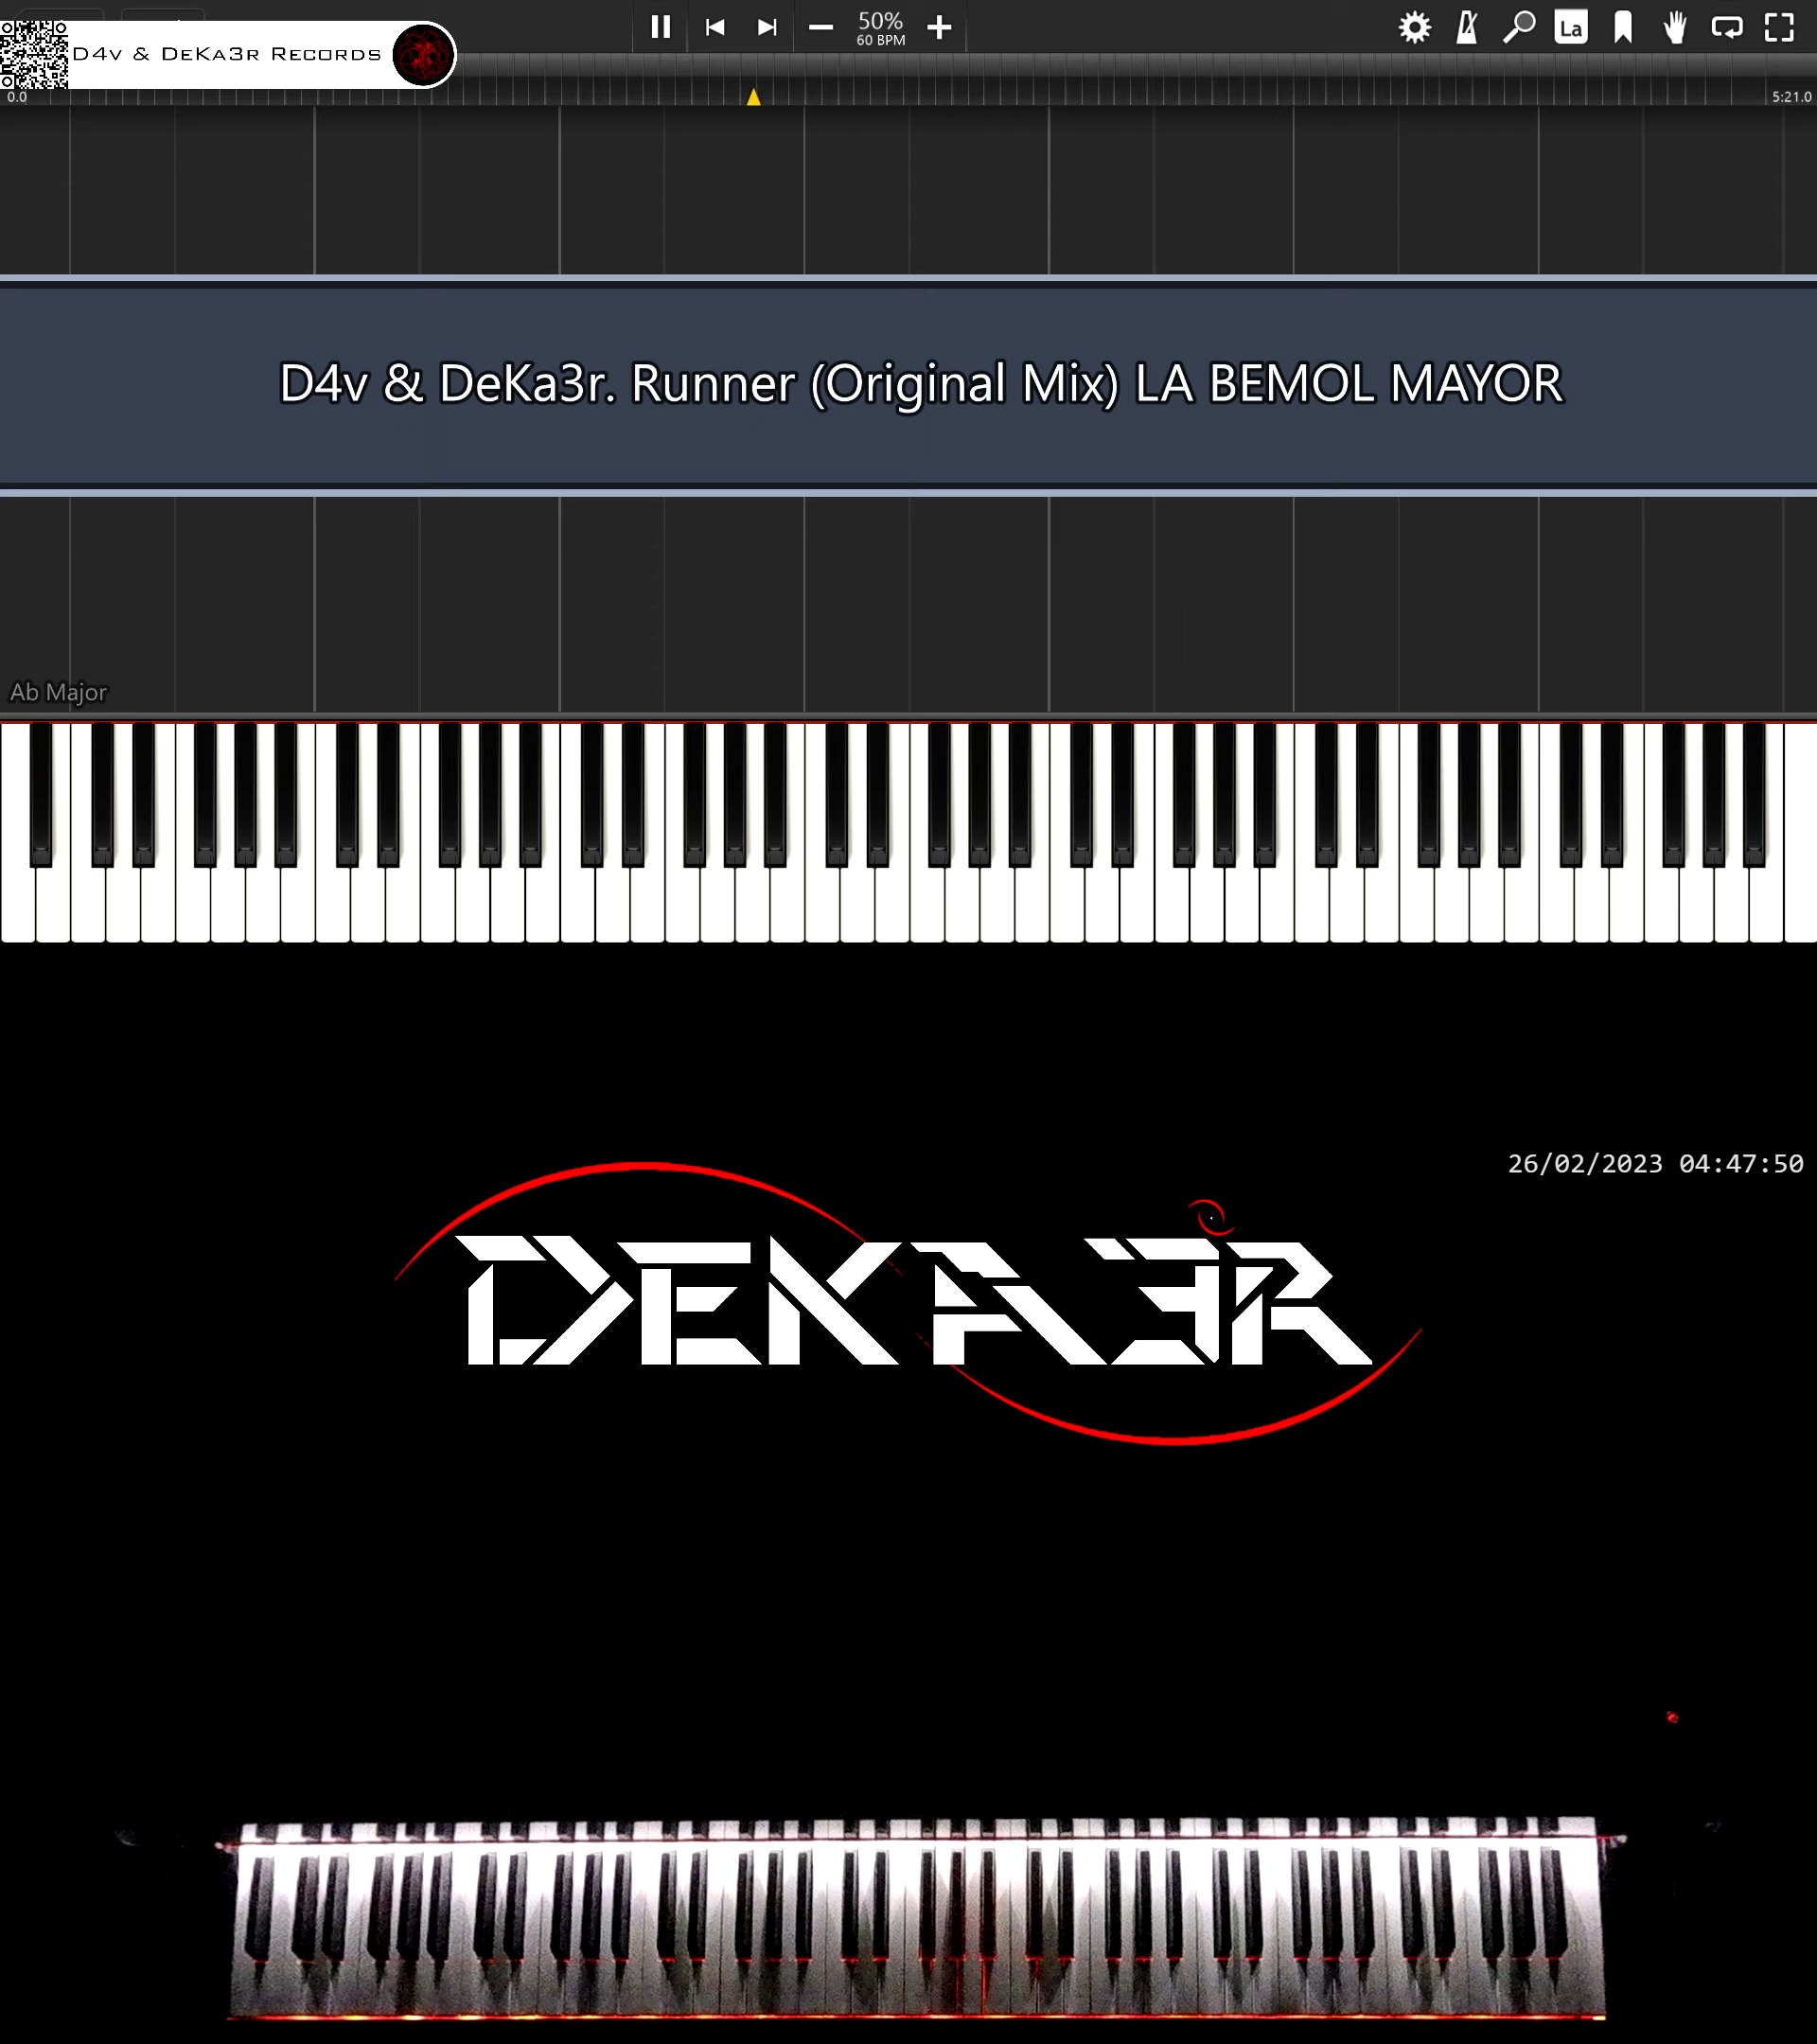 50%
60 BPM
La
D4v & DeKa3r Records
0.0
5:21.0
D4v & DeKa3r. Runner (Original Mix) LA BEMOL MAYOR
Ab Major
26/02/2023 04:47:50
DEKA3R